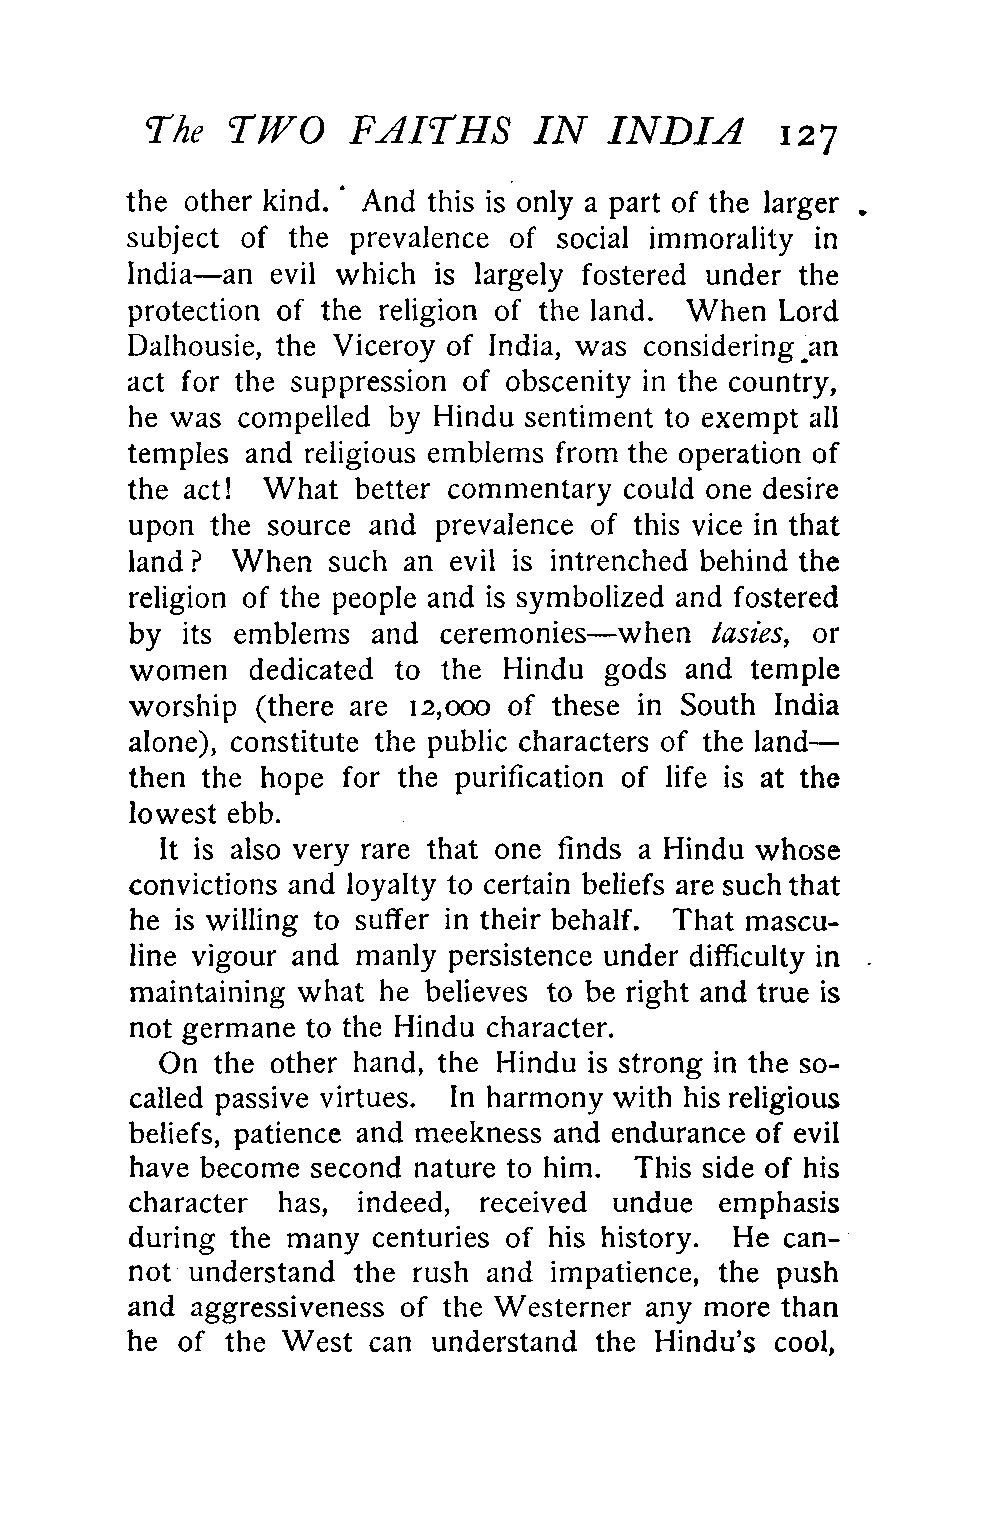 The TWO FAITHS IN INDIA 127
the other kind. And this is only a part of the larger
subject of the prevalence of social immorality in
India—an evil which is largely fostered under the
protection of the religion of the land. When Lord
Dalhousie, the Viceroy of India, was considering an
act for the suppression of obscenity in the country,
he was compelled by Hindu sentiment to exempt all
temples and religious emblems from the operation of
the act! What better commentary could one desire
upon the source and prevalence of this vice in that
land? When such an evil is intrenched behind the
religion of the people and is symbolized and fostered
by its emblems and ceremonies—when tasies, or
women dedicated to the Hindu gods and temple
worship (there are 12,000 of these in South India
alone), constitute the public characters of the land—
then the hope for the purification of life is at the
lowest ebb.
It is also very rare that one finds a Hindu whose
convictions and loyalty to certain beliefs are such that
he is willing to suffer in their behalf. That mascu-
line vigour and manly persistence under difficulty in
maintaining what he believes to be right and true is
not germane to the Hindu character.
On the other hand, the Hindu is strong in the so-
called passive virtues. In harmony with his religious
beliefs, patience and meekness and endurance of evil
have become second nature to him. This side of his
character has, indeed, received undue emphasis
during the many centuries of his history. He can-
not understand the rush and impatience, the push
and aggressiveness of the Westerner any more than
he of the West can understand the Hindu's cool,